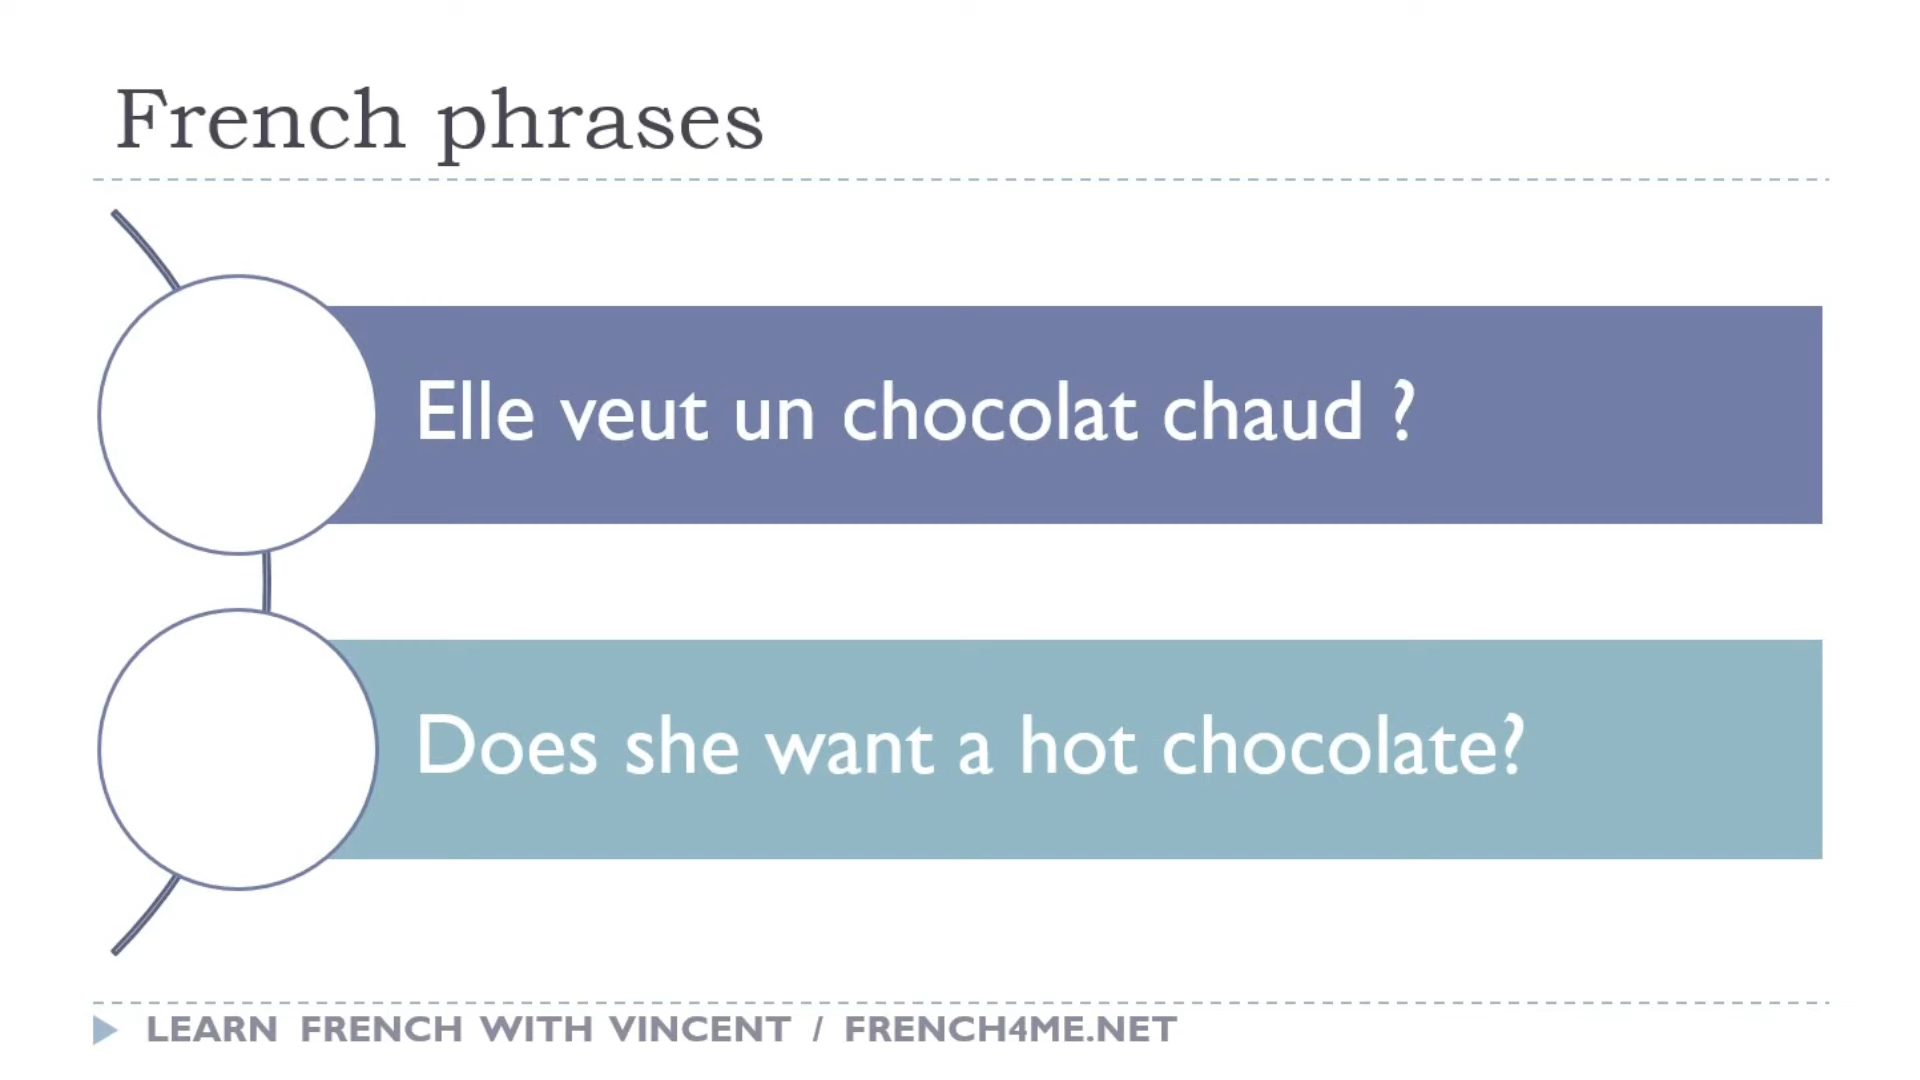 French phrases
Elle veut un chocolat chaud ?
Does she want a hot chocolate?
LEARN FRENCH WITH VINCENT / FRENCH4ME.NET